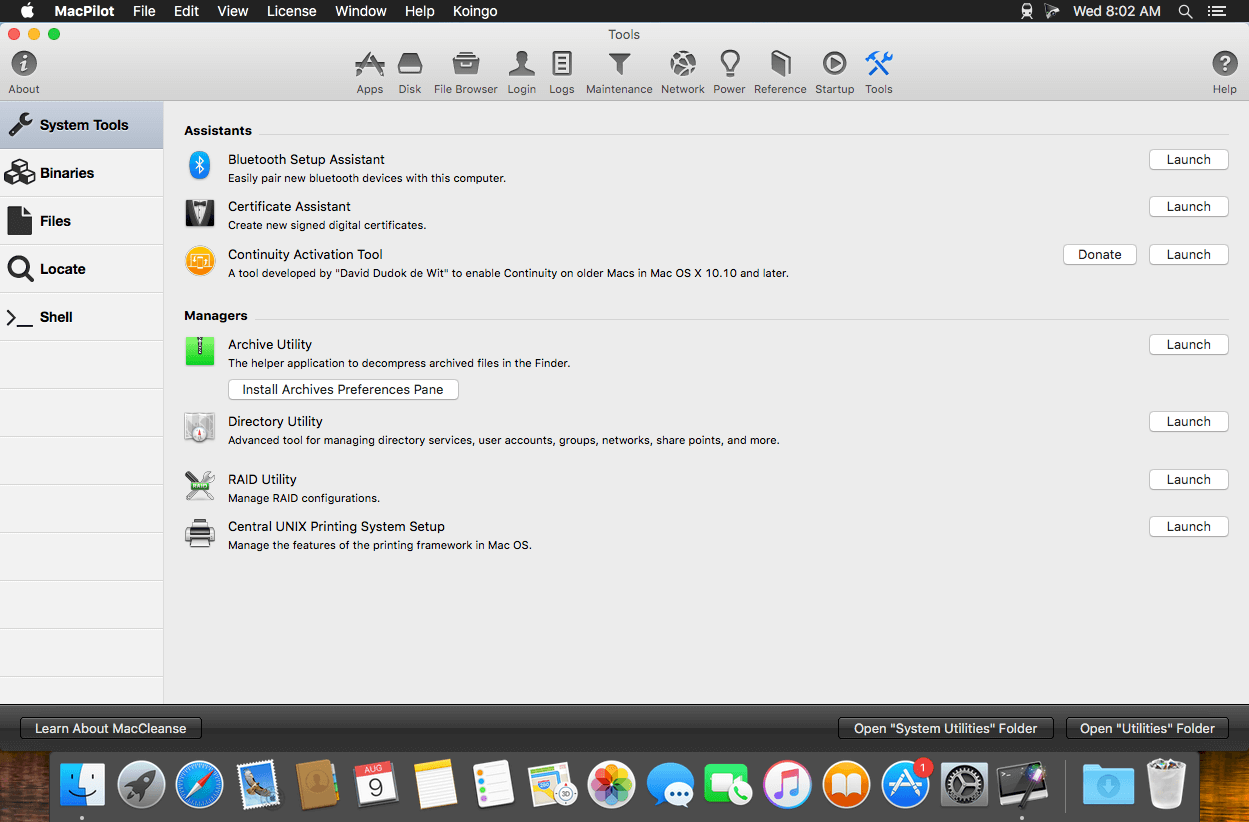 MacPilot File Edit View License Window Help Koingo Wed 8:02 AM
Tools
About Apps Disk File Browser Login Logs Maintenance Network Power Reference Startup Tools Help
System Tools
Binaries
Files
Locate
Shell
Assistants
Bluetooth Setup Assistant Launch
Easily pair new bluetooth devices with this computer.
Certificate Assistant Launch
Create new signed digital certificates.
Continuity Activation Tool Donate Launch
A tool developed by "David Dudok de Wit" to enable Continuity on older Macs in Mac OS X 10.10 and later.
Managers
Archive Utility Launch
The helper application to decompress archived files in the Finder.
Install Archives Preferences Pane
Directory Utility Launch
Advanced tool for managing directory services, user accounts, groups, networks, share points, and more.
RAID Utility Launch
RAID
Manage RAID configurations.
Central UNIX Printing System Setup Launch
Manage the features of the printing framework in Mac OS.
Learn About MacCleanse Open "System Utilities" Folder Open "Utilities" Folder
AUG
9
3D
1